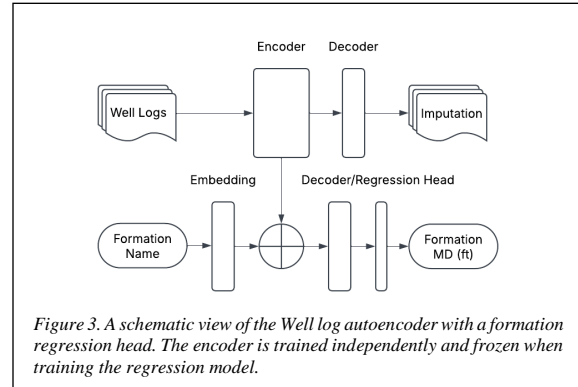 Encoder
Decoder
Well Logs
Imputation
Embedding
Decoder/Regression Head
Formation
Name
Formation
MD (ft)
Figure 3. A schematic view of the Well log autoencoder with a formation
regression head. The encoder is trained independently and frozen when
training the regression model.